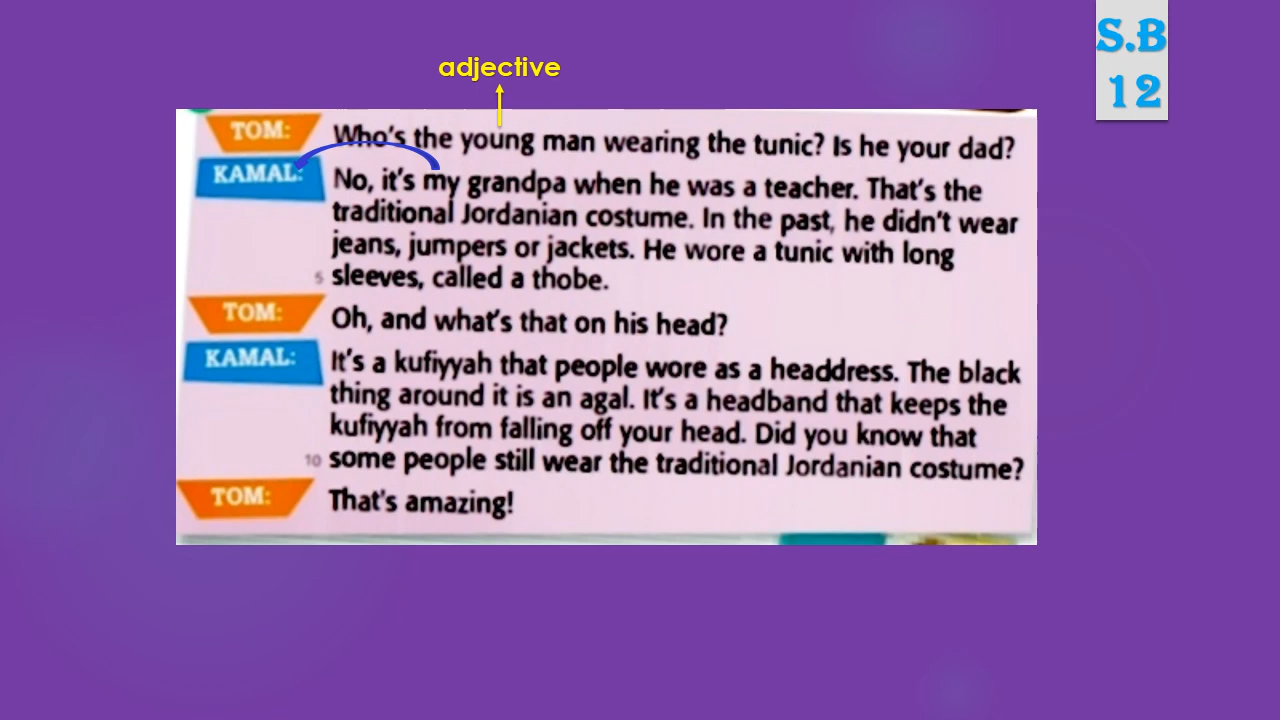 S.B
12
adjective
TOM: Who's the young man wearing the tunic? Is he your dad?
KAMAL: No, it's my grandpa when he was a teacher. That's the
traditional Jordanian costume. In the past, he didn't wear
jeans, jumpers or jackets. He wore a tunic with long
5 sleeves, called a thobe.
TOM: Oh, and what's that on his head?
KAMAL: It's a kufiyyah that people wore as a headdress. The black
thing around it is an agal. It's a headband that keeps the
kufiyyah from falling off your head. Did you know that
10 some people still wear the traditional Jordanian costume?
TOM: That's amazing!